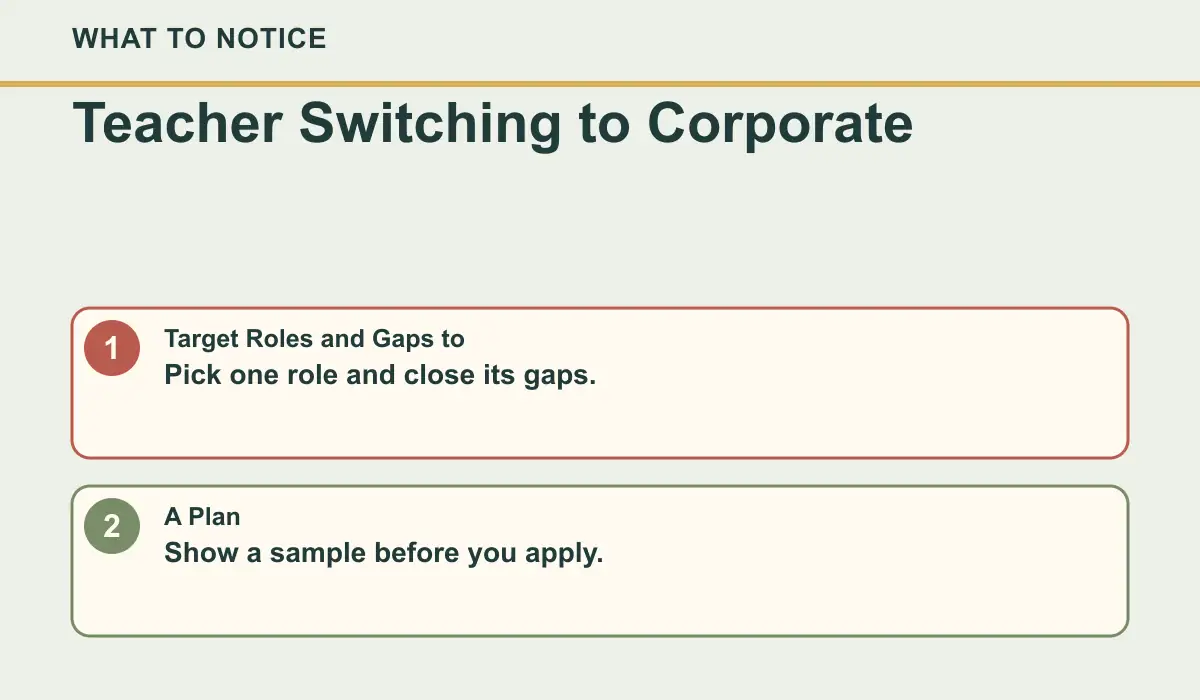 WHAT TO NOTICE
Teacher Switching to Corporate
1
Target Roles and Gaps to
Pick one role and close its gaps.
2
A Plan
Show a sample before you apply.